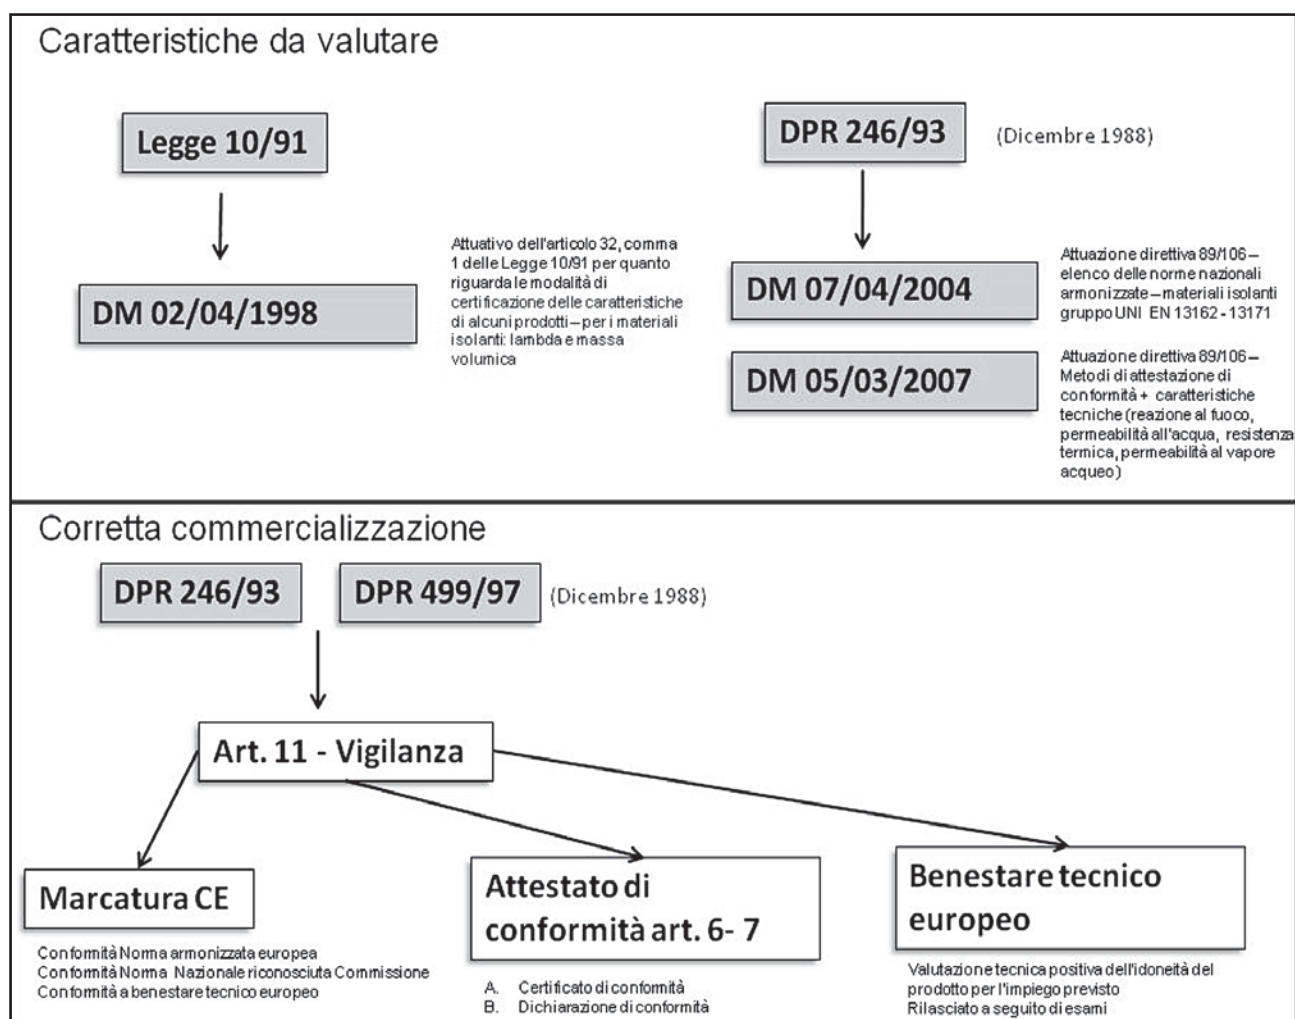 Caratteristiche da valutare
Legge 10/91
DM 02/04/1998
Attuativo dell'articolo 32, comma
1 delle Legge 10/91 per quanto
riguarda le modalità di
certificazione delle caratteristiche
di alcuni prodotti – per i materiali
isolanti: lambda e massa
volumica
DPR 246/93
(Dicembre 1988)
DM 07/04/2004
Attuazione direttiva 89/106 –
elenco delle norme nazionali
armonizzate – materiali isolanti
gruppo UNI EN 13162 - 13171
DM 05/03/2007
Attuazione direttiva 89/106 –
Metodi di attestazione di
conformità + caratteristiche
tecniche (reazione al fuoco,
permeabilità all'acqua, resistenza
termica, permeabilità al vapore
acqueo)
Corretta commercializzazione
DPR 246/93
DPR 499/97
(Dicembre 1988)
Art. 11 - Vigilanza
Marcatura CE
Conformità Norma armonizzata europea
Conformità Norma Nazionale riconosciuta Commissione
Conformità a benestare tecnico europeo
Attestato di
conformità art. 6- 7
A. Certificato di conformità
B. Dichiarazione di conformità
Benestare tecnico
europeo
Valutazione tecnica positiva dell'idoneità del
prodotto per l'impiego previsto
Rilasciato a seguito di esami